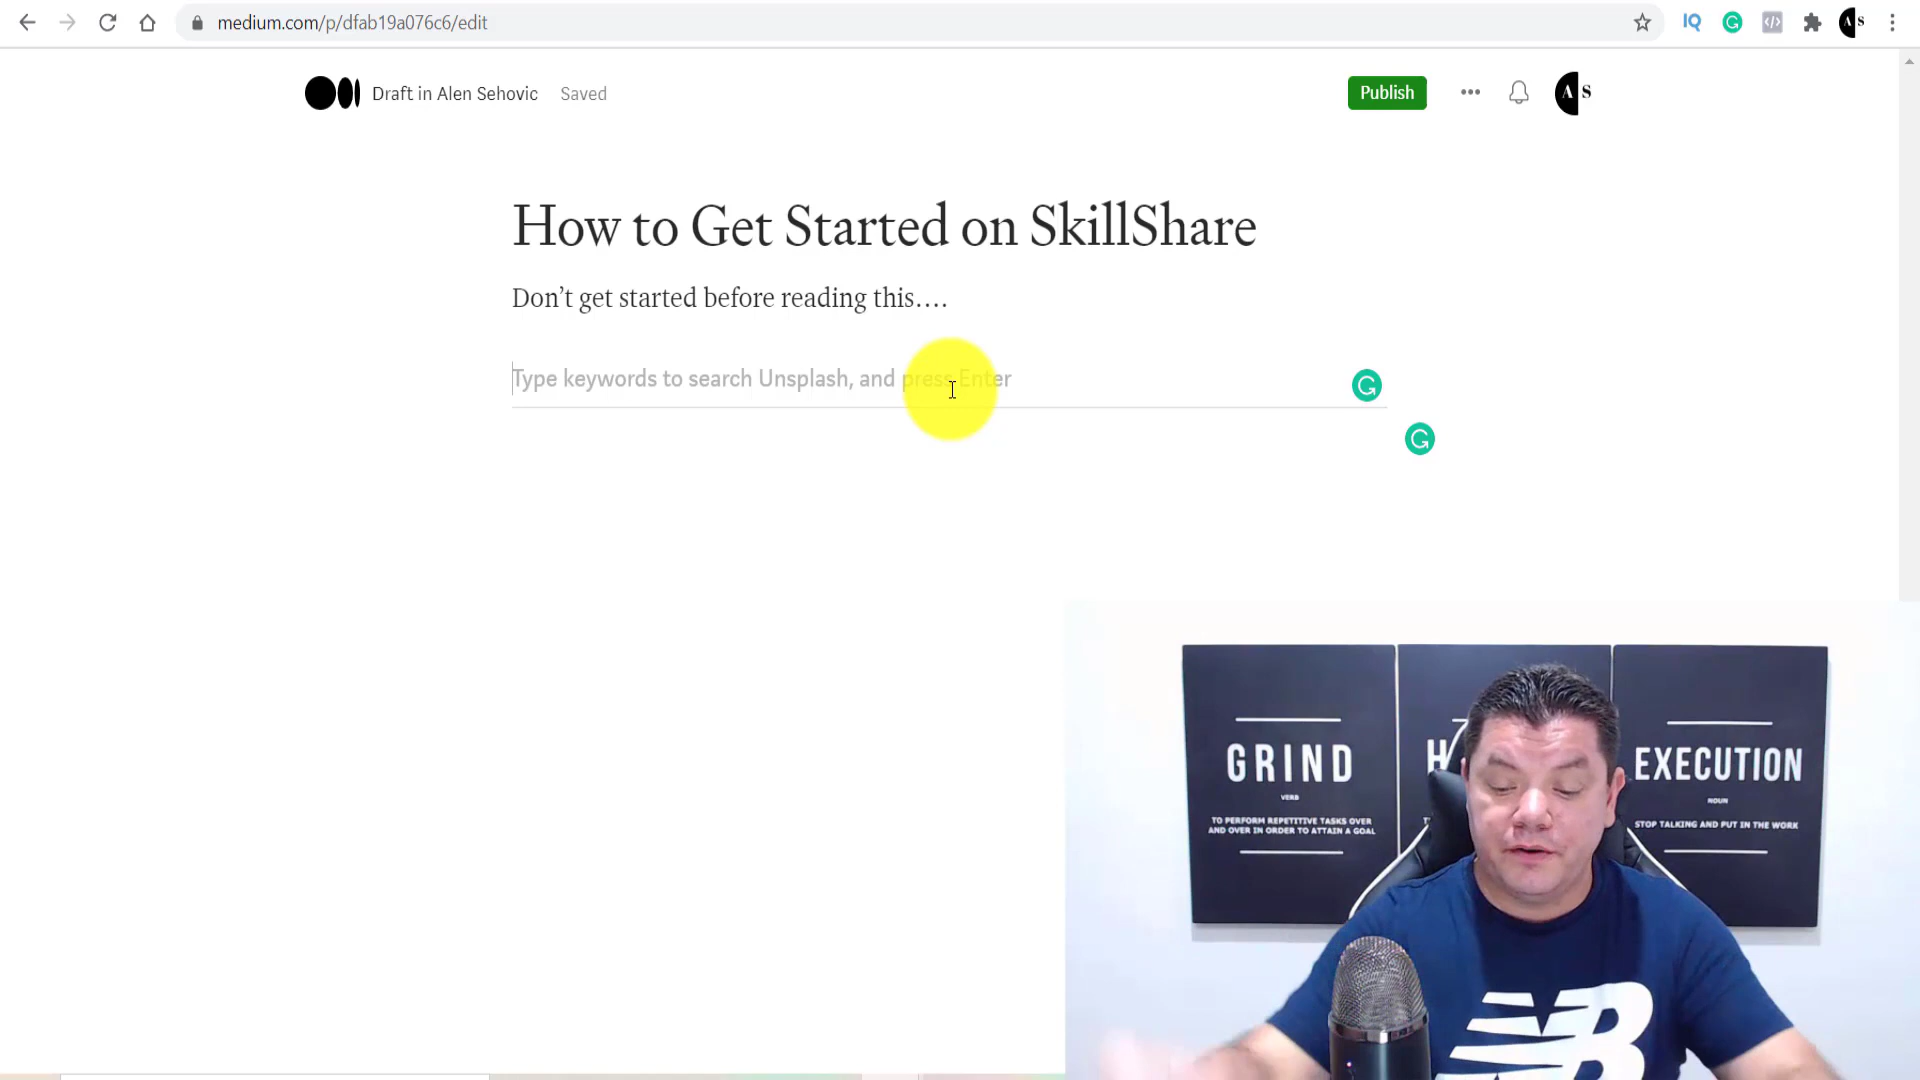 medium.com/p/dfab19a076c6/edit
A S
Draft in Alen Sehovic Saved
Publish
A S
How to Get Started on SkillShare
Don't get started before reading this....
Type keywords to search Unsplash, and press Enter
GRIND
VERB
TO PERFORM REPETITIVE TASKS OVER
AND OVER IN ORDER TO ATTAIN A GOAL
H
EXECUTION
NOUN
STOP TALKING AND PUT IN THE WORK